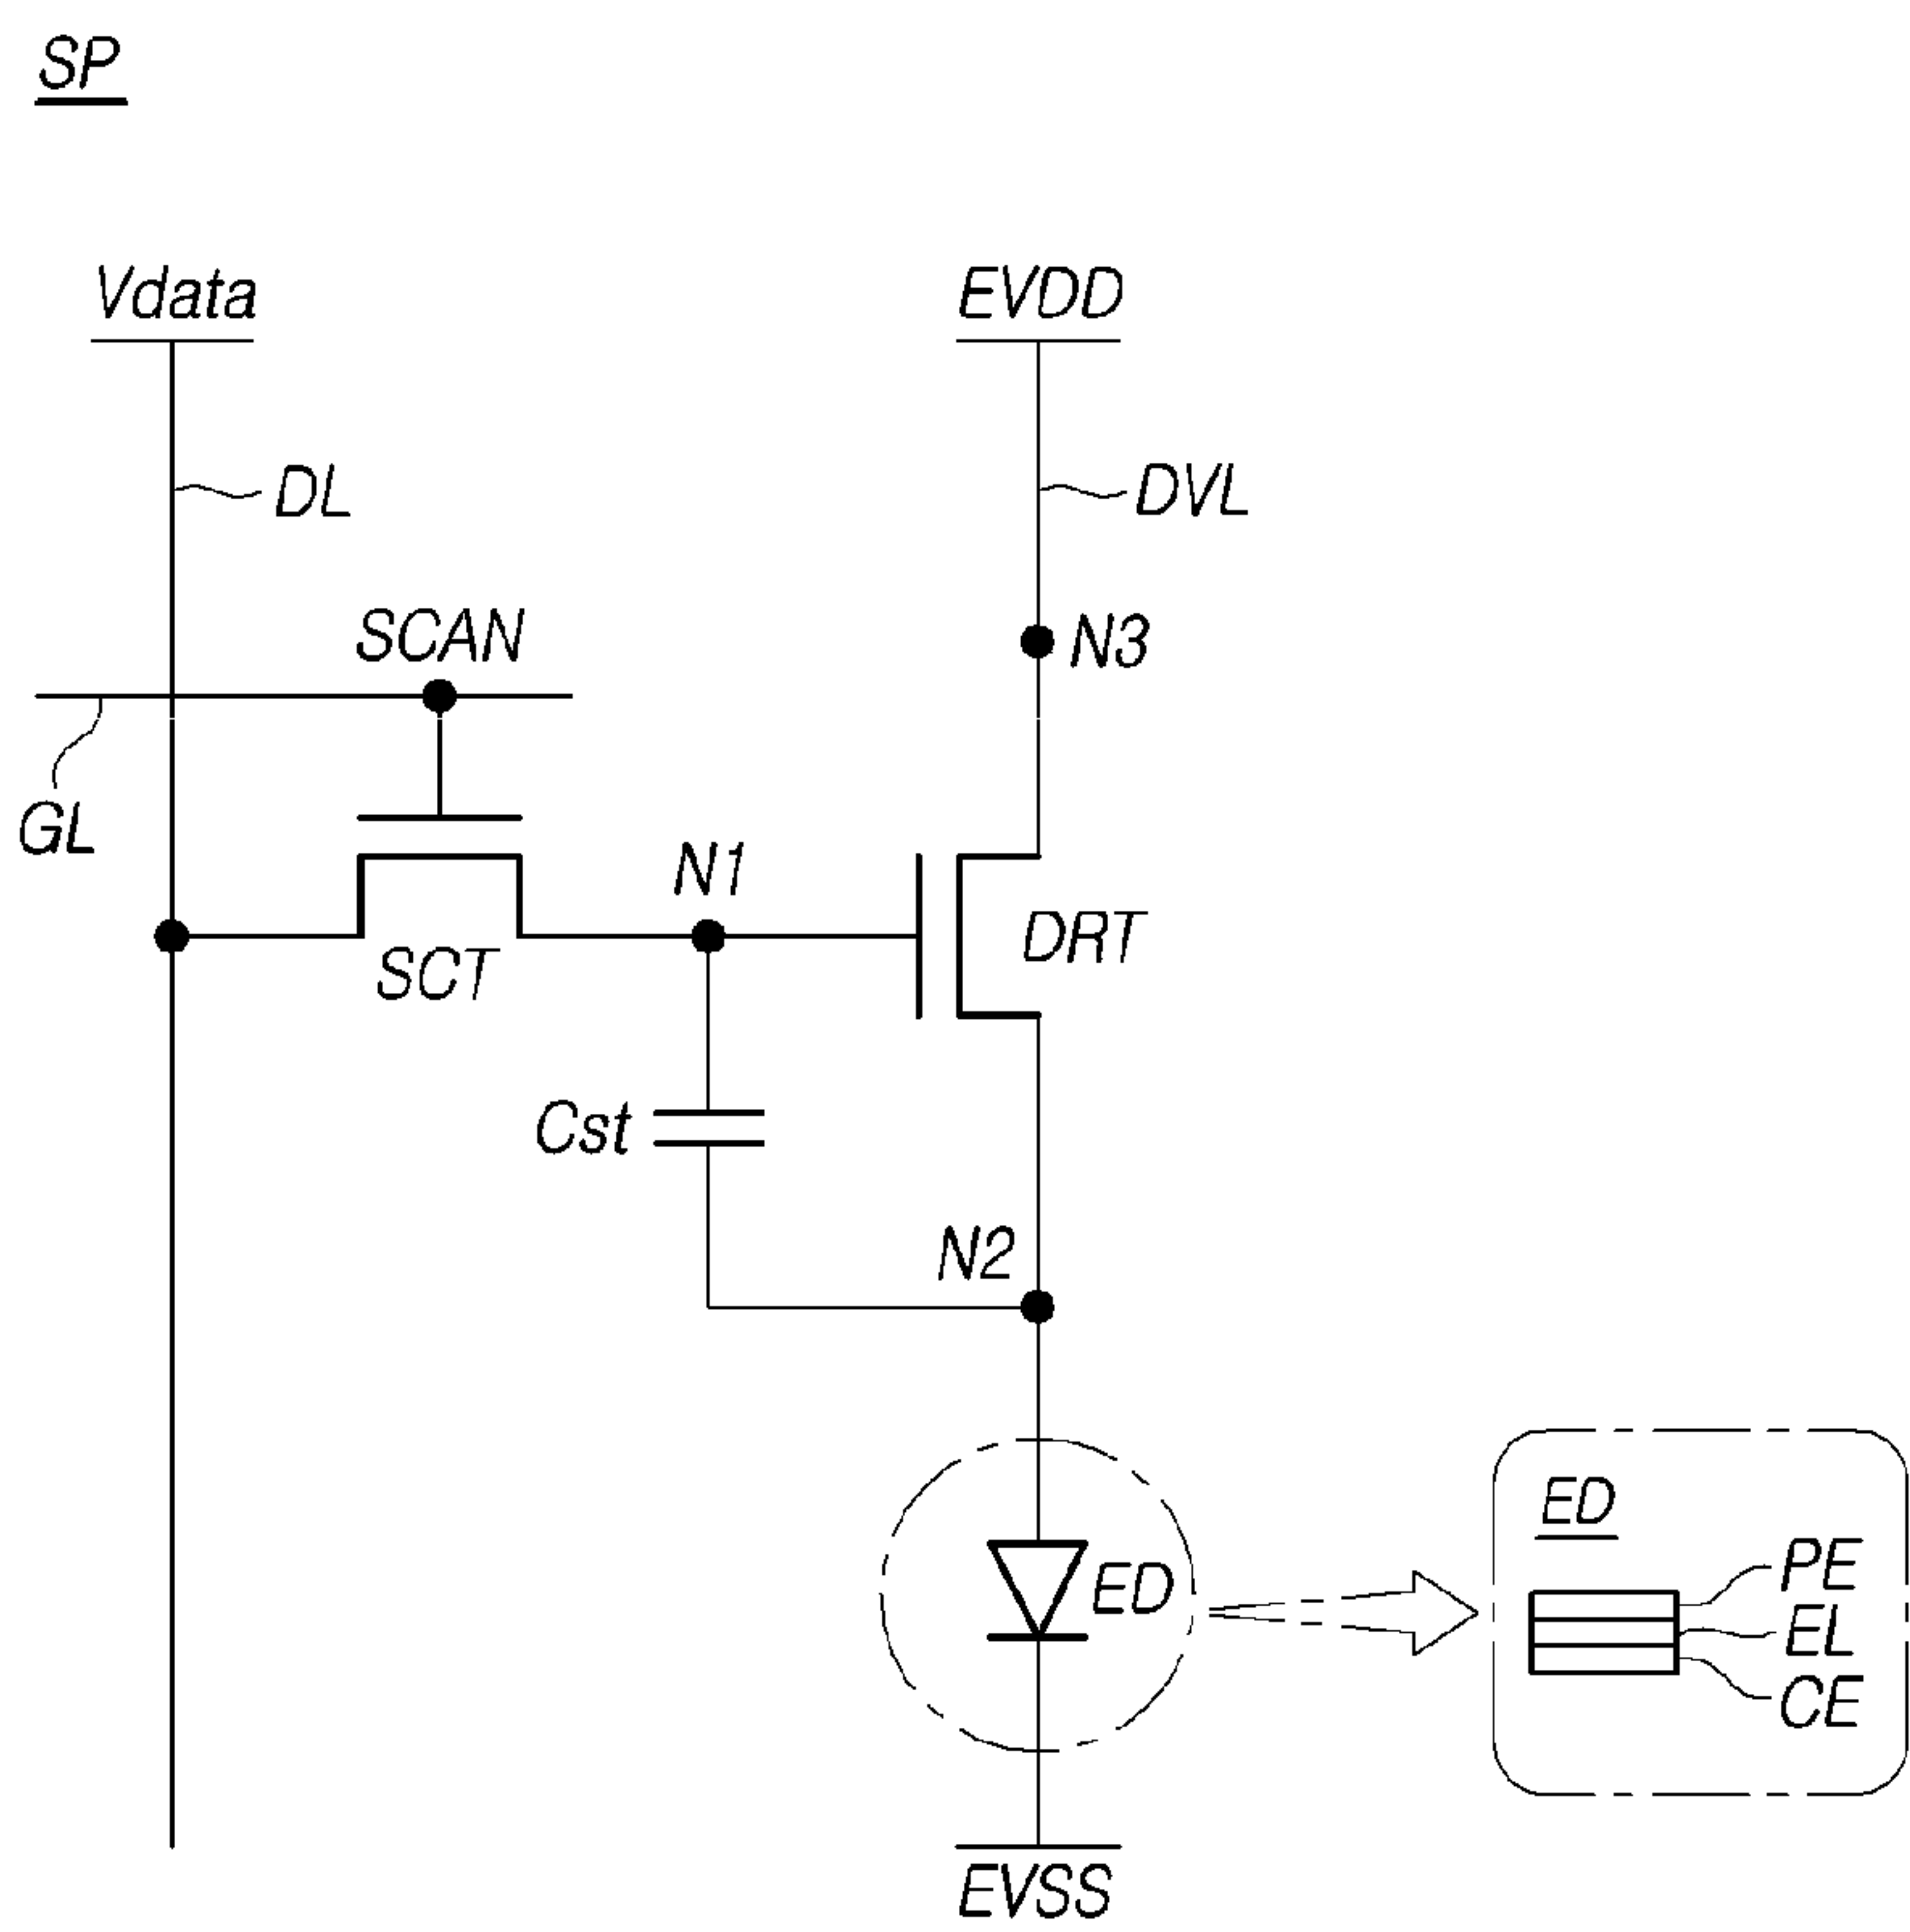 SP
Vdata
EVDD
DL
DVL
SCAN
N3
GL
N1
DRT
SCT
Cst
N2
ED
ED
PE
EL
CE
EVSS